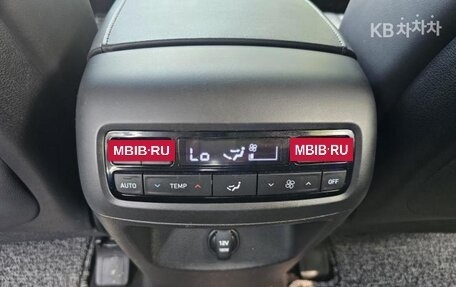 KB차차차
MBIB·RU Lo MBIB·RU
AUTO TEMP OFF
12V